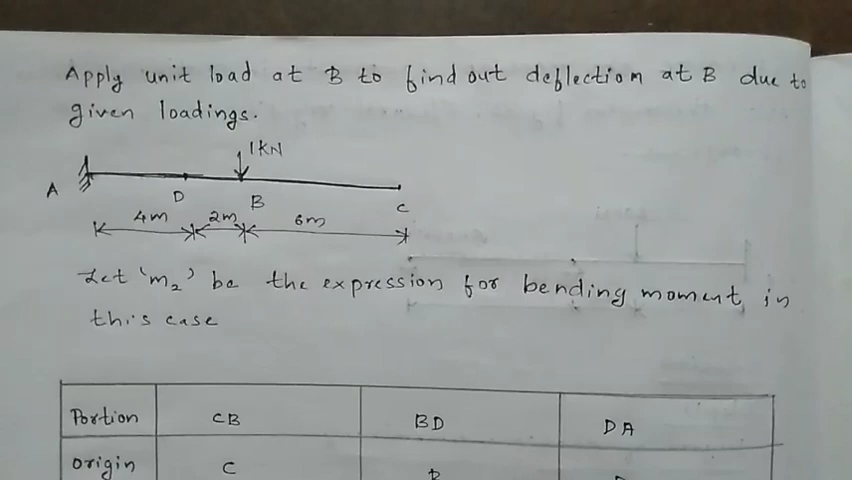 Apply unit load at B to find out deflection at B due to
given loadings.
1KN
A
D
B
C
4m
2m
6m
Let 'm₂' be the expression for bending moment in
this case
Portion CB BD DA
origin C